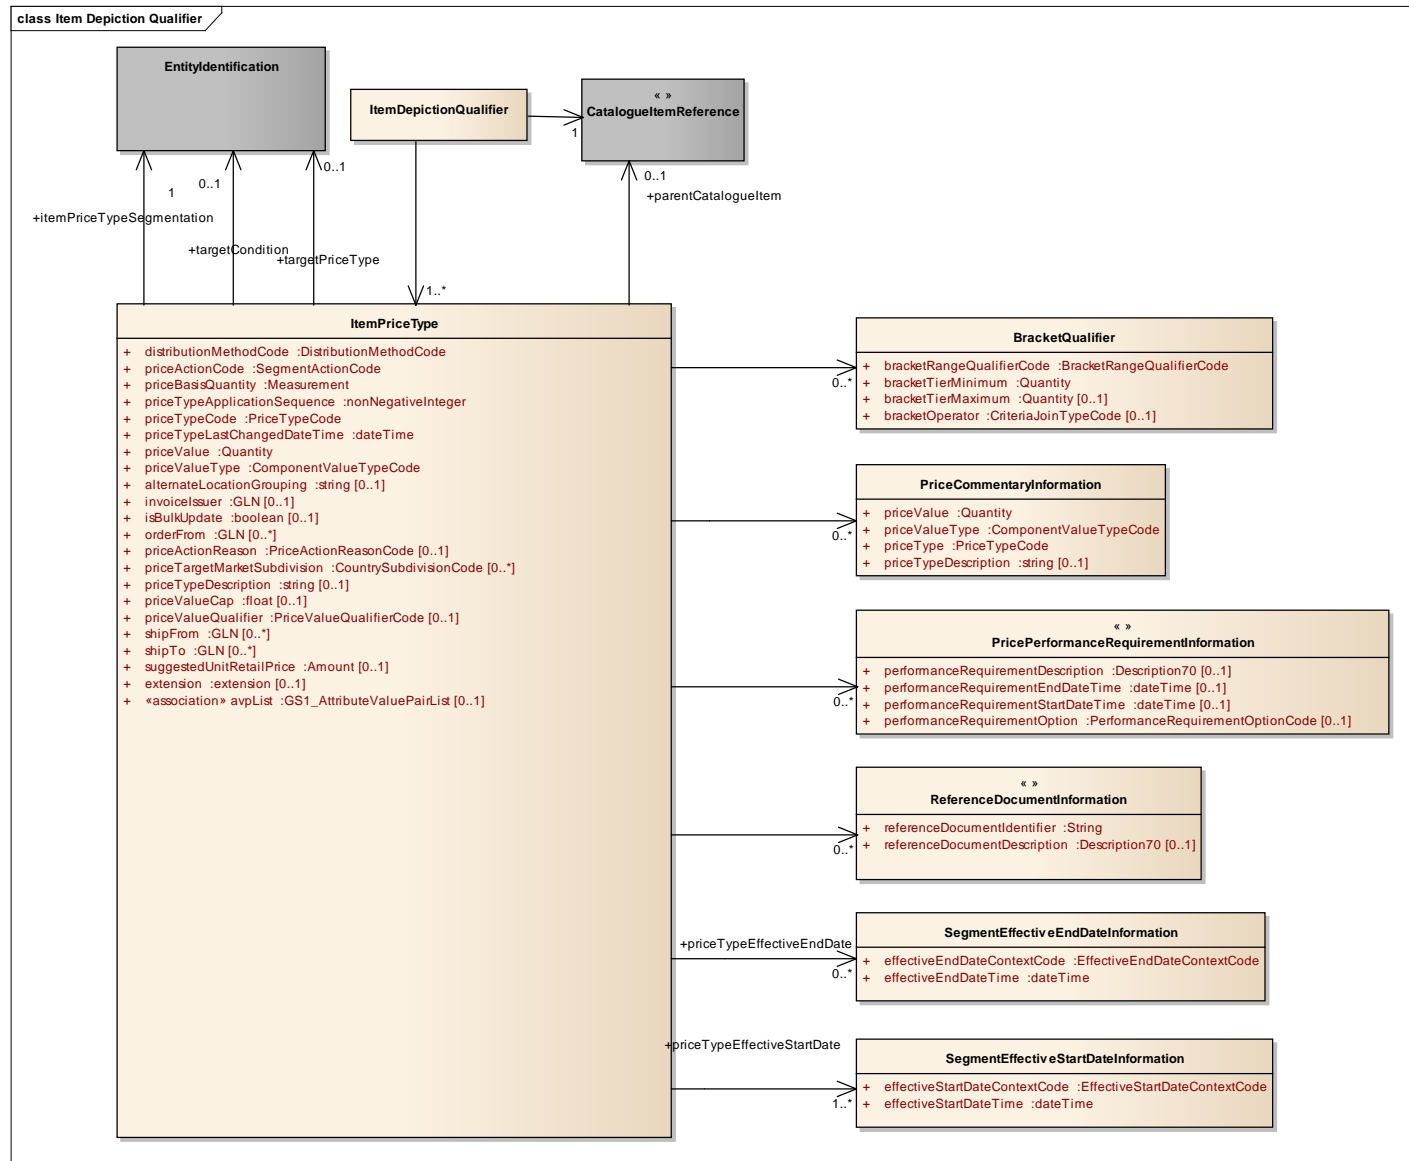 class Item Depiction Qualifier
EntityIdentification
ItemDepictionQualifier
« »
CatalogueItemReference
1
0..1
0..1
1
0..1
+itemPriceTypeSegmentation
+targetCondition
+targetPriceType
+parentCatalogueItem
1..*
ItemPriceType
+ distributionMethodCode :DistributionMethodCode
+ priceActionCode :SegmentActionCode
+ priceBasisQuantity :Measurement
+ priceTypeApplicationSequence :nonNegativeInteger
+ priceTypeCode :PriceTypeCode
+ priceTypeLastChangedDateTime :dateTime
+ priceValue :Quantity
+ priceValueType :ComponentValueTypeCode
+ alternateLocationGrouping :string [0..1]
+ invoiceIssuer :GLN [0..1]
+ isBulkUpdate :boolean [0..1]
+ orderFrom :GLN [0..*]
+ priceActionReason :PriceActionReasonCode [0..1]
+ priceTargetMarketSubdivision :CountrySubdivisionCode [0..*]
+ priceTypeDescription :string [0..1]
+ priceValueCap :float [0..1]
+ priceValueQualifier :PriceValueQualifierCode [0..1]
+ shipFrom :GLN [0..*]
+ shipTo :GLN [0..*]
+ suggestedUnitRetailPrice :Amount [0..1]
+ extension :extension [0..1]
+ «association» avpList :GS1_AttributeValuePairList [0..1]
0..*
BracketQualifier
+ bracketRangeQualifierCode :BracketRangeQualifierCode
+ bracketTierMinimum :Quantity
+ bracketTierMaximum :Quantity [0..1]
+ bracketOperator :CriteriaJoinTypeCode [0..1]
0..*
PriceCommentaryInformation
+ priceValue :Quantity
+ priceValueType :ComponentValueTypeCode
+ priceType :PriceTypeCode
+ priceTypeDescription :string [0..1]
0..*
« »
PricePerformanceRequirementInformation
+ performanceRequirementDescription :Description70 [0..1]
+ performanceRequirementEndDateTime :dateTime [0..1]
+ performanceRequirementStartDateTime :dateTime [0..1]
+ performanceRequirementOption :PerformanceRequirementOptionCode [0..1]
0..*
« »
ReferenceDocumentInformation
+ referenceDocumentIdentifier :String
+ referenceDocumentDescription :Description70 [0..1]
+priceTypeEffectiveEndDate
0..*
SegmentEffectiveEndDateInformation
+ effectiveEndDateContextCode :EffectiveEndDateContextCode
+ effectiveEndDateTime :dateTime
+priceTypeEffectiveStartDate
1..*
SegmentEffectiveStartDateInformation
+ effectiveStartDateContextCode :EffectiveStartDateContextCode
+ effectiveStartDateTime :dateTime